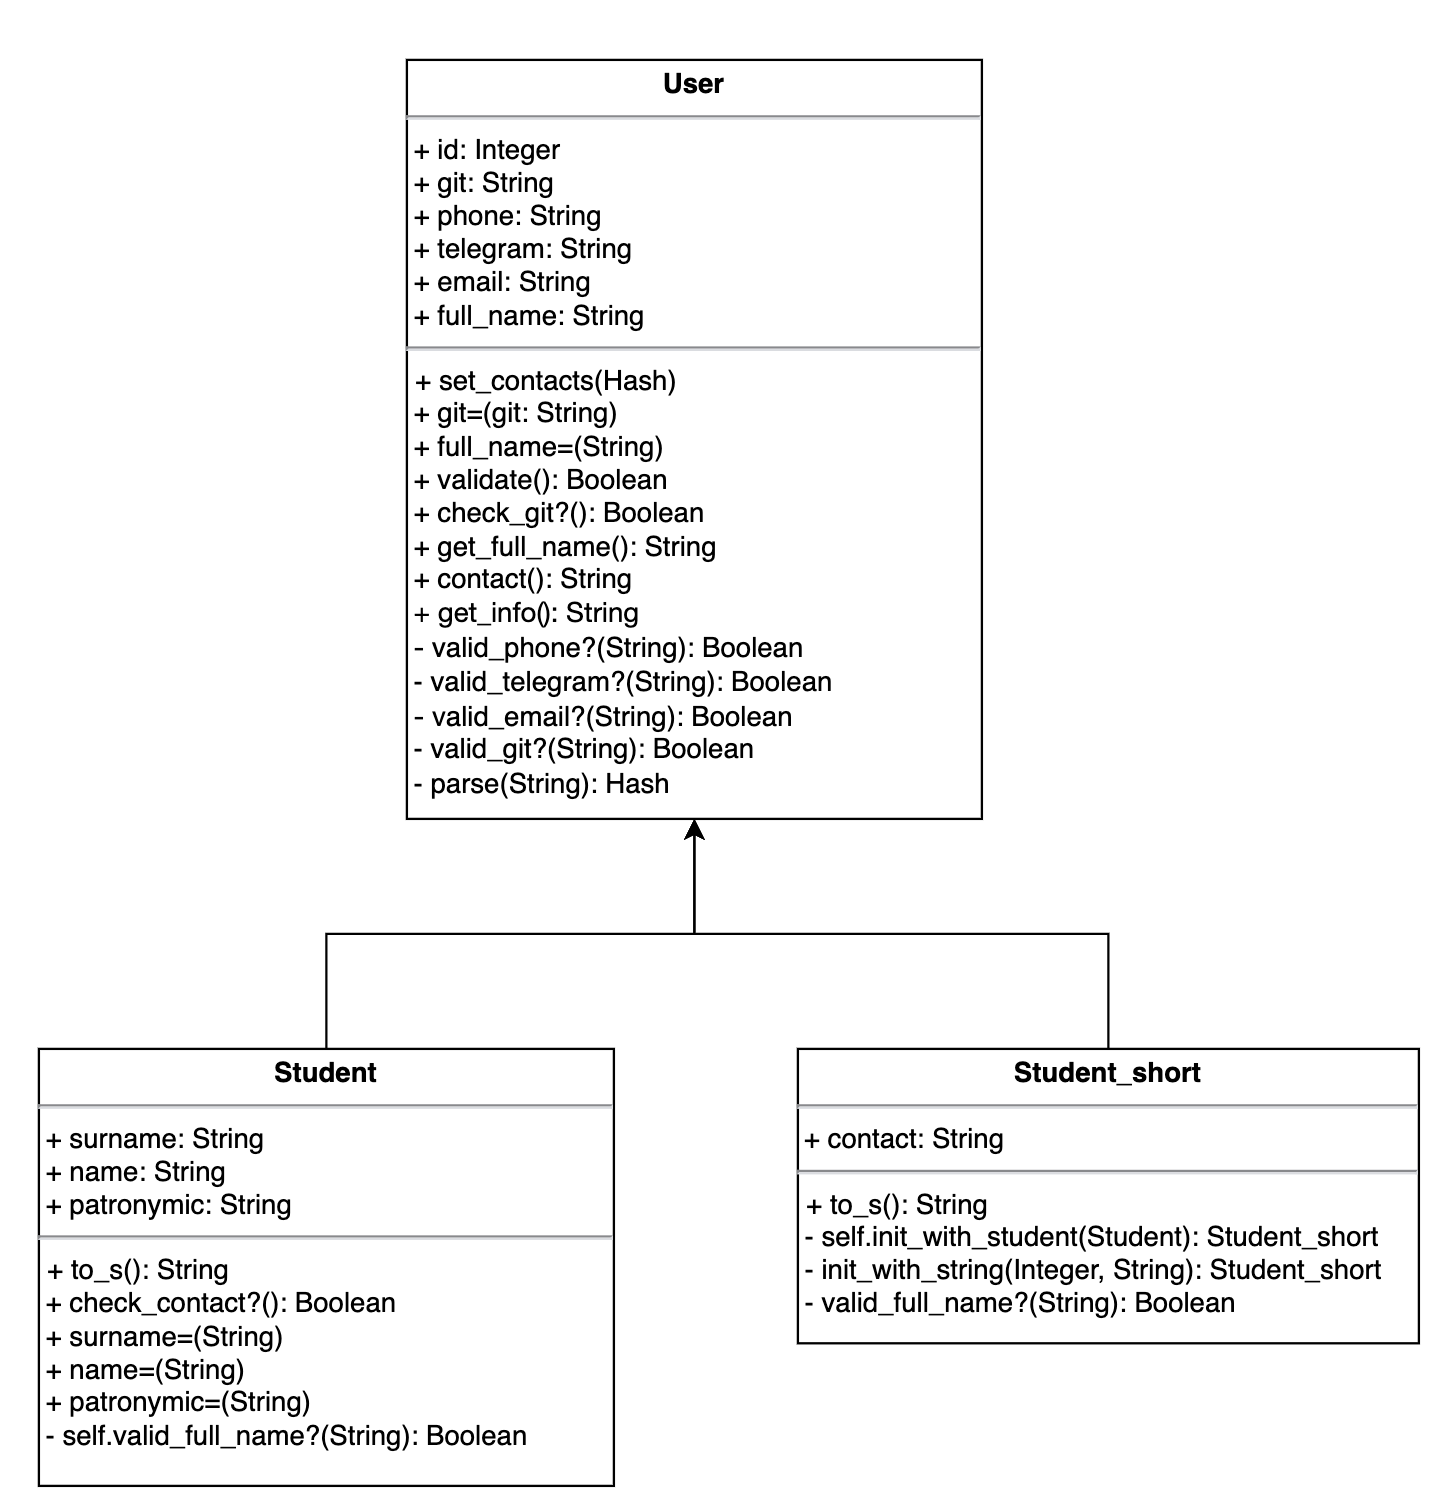 User
+ id: Integer
+ git: String
+ phone: String
+ telegram: String
+ email: String
+ full_name: String
+ set_contacts(Hash)
+ git=(git: String)
+ full_name=(String)
+ validate(): Boolean
+ check_git?(): Boolean
+ get_full_name(): String
+ contact(): String
+ get_info(): String
- valid_phone?(String): Boolean
- valid_telegram?(String): Boolean
- valid_email?(String): Boolean
- valid_git?(String): Boolean
- parse(String): Hash
Student
+ surname: String
+ name: String
+ patronymic: String
+ to_s(): String
+ check_contact?(): Boolean
+ surname=(String)
+ name=(String)
+ patronymic=(String)
- self.valid_full_name?(String): Boolean
Student_short
+ contact: String
+ to_s(): String
- self.init_with_student(Student): Student_short
- init_with_string(Integer, String): Student_short
- valid_full_name?(String): Boolean